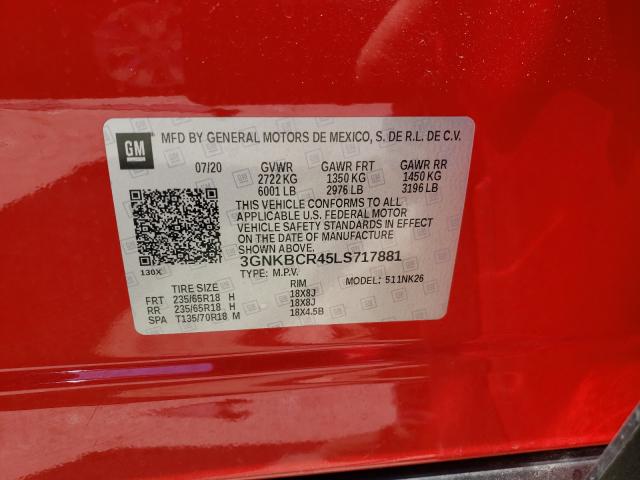 GM
MFD BY GENERAL MOTORS DE MEXICO, S. DE R.L. DE C.V.
07/20 GVWR GAWR FRT GAWR RR
2722 KG 1350 KG 1450 KG
6001 LB 2976 LB 3196 LB
THIS VEHICLE CONFORMS TO ALL
APPLICABLE U.S. FEDERAL MOTOR
VEHICLE SAFETY STANDARDS IN EFFECT
ON THE DATE OF MANUFACTURE
SHOWN ABOVE.
3GNKBCR45LS717881
130X TYPE: M.P.V. MODEL: 511NK26
TIRE SIZE RIM
FRT 235/65R18 H 18X8J
RR 235/65R18 H 18X8J
SPA T135/70R18 M 18X4.5B